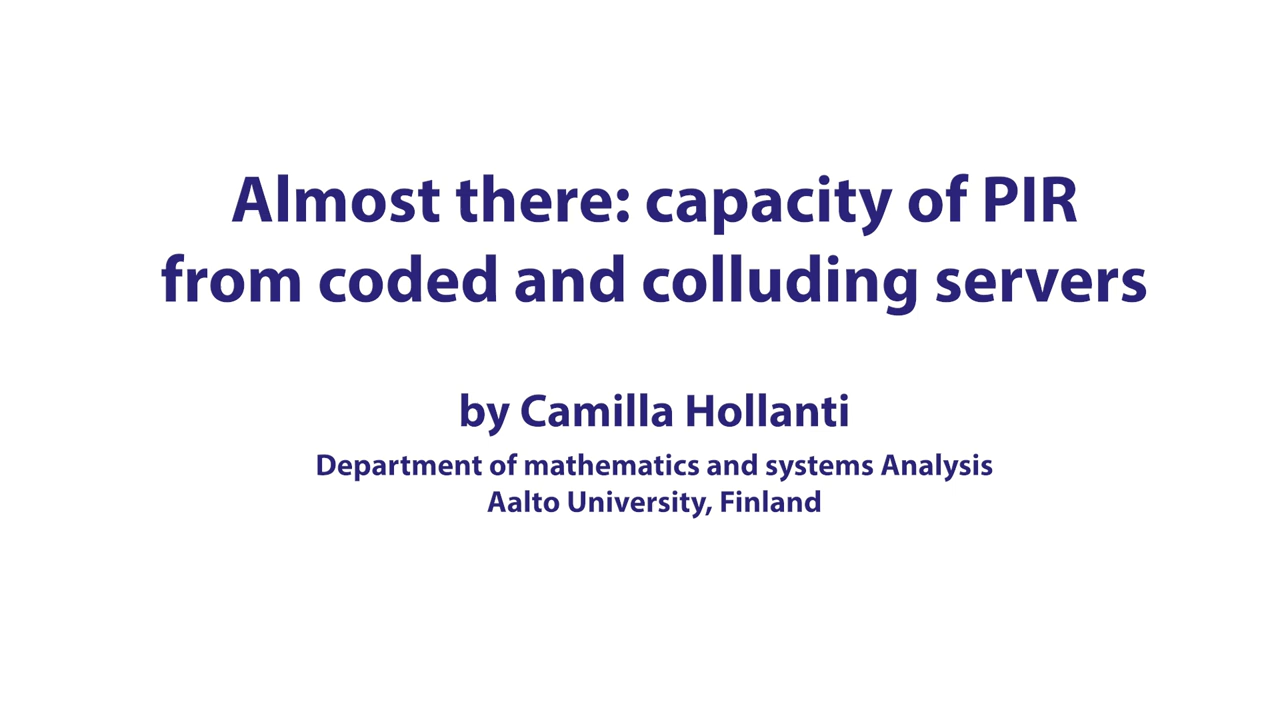 Almost there: capacity of PIR
from coded and colluding servers
by Camilla Hollanti
Department of mathematics and systems Analysis
Aalto University, Finland